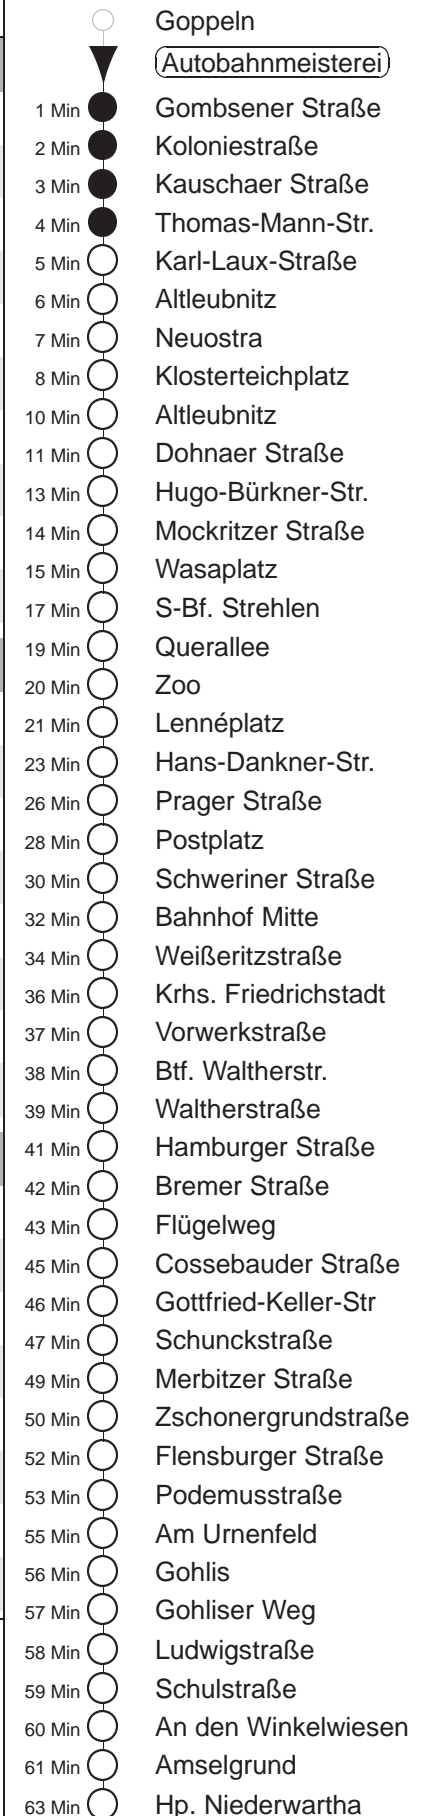 Goppeln
Autobahnmeisterei
1 Min Gombsener Straße
2 Min Koloniestraße
3 Min Kauschaer Straße
4 Min Thomas-Mann-Str.
5 Min Karl-Laux-Straße
6 Min Altleubnitz
7 Min Neuostra
8 Min Klosterteichplatz
10 Min Altleubnitz
11 Min Dohnaer Straße
13 Min Hugo-Bürkner-Str.
14 Min Mockritzer Straße
15 Min Wasaplatz
17 Min S-Bf. Strehlen
19 Min Querallee
20 Min Zoo
21 Min Lennéplatz
23 Min Hans-Dankner-Str.
26 Min Prager Straße
28 Min Postplatz
30 Min Schweriner Straße
32 Min Bahnhof Mitte
34 Min Weißeritzstraße
36 Min Krhs. Friedrichstadt
37 Min Vorwerkstraße
38 Min Btf. Waltherstr.
39 Min Waltherstraße
41 Min Hamburger Straße
42 Min Bremer Straße
43 Min Flügelweg
45 Min Cossebauder Straße
46 Min Gottfried-Keller-Str
47 Min Schunckstraße
49 Min Merbitzer Straße
50 Min Zschonergrundstraße
52 Min Flensburger Straße
53 Min Podemusstraße
55 Min Am Urnenfeld
56 Min Gohlis
57 Min Gohliser Weg
58 Min Ludwigstraße
59 Min Schulstraße
60 Min An den Winkelwiesen
61 Min Amselgrund
63 Min Hp. Niederwartha